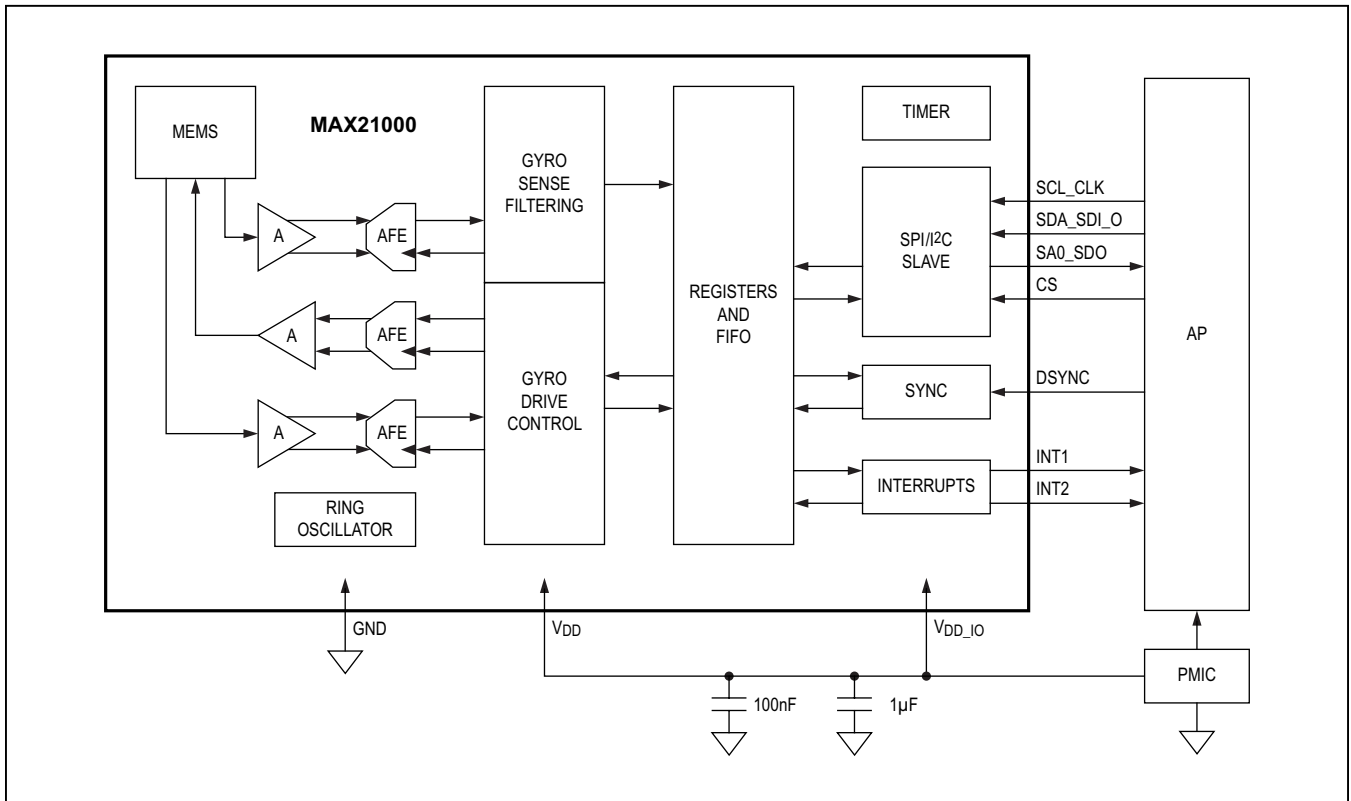 MEMS
MAX21000
A
AFE
A
AFE
A
AFE
RING
OSCILLATOR
GYRO
SENSE
FILTERING
GYRO
DRIVE
CONTROL
REGISTERS
AND
FIFO
TIMER
SPI/I²C
SLAVE
SYNC
INTERRUPTS
SCL_CLK
SDA_SDI_O
SA0_SDO
CS
DSYNC
INT1
INT2
AP
GND
VDD
VDD_IO
100nF
1µF
PMIC